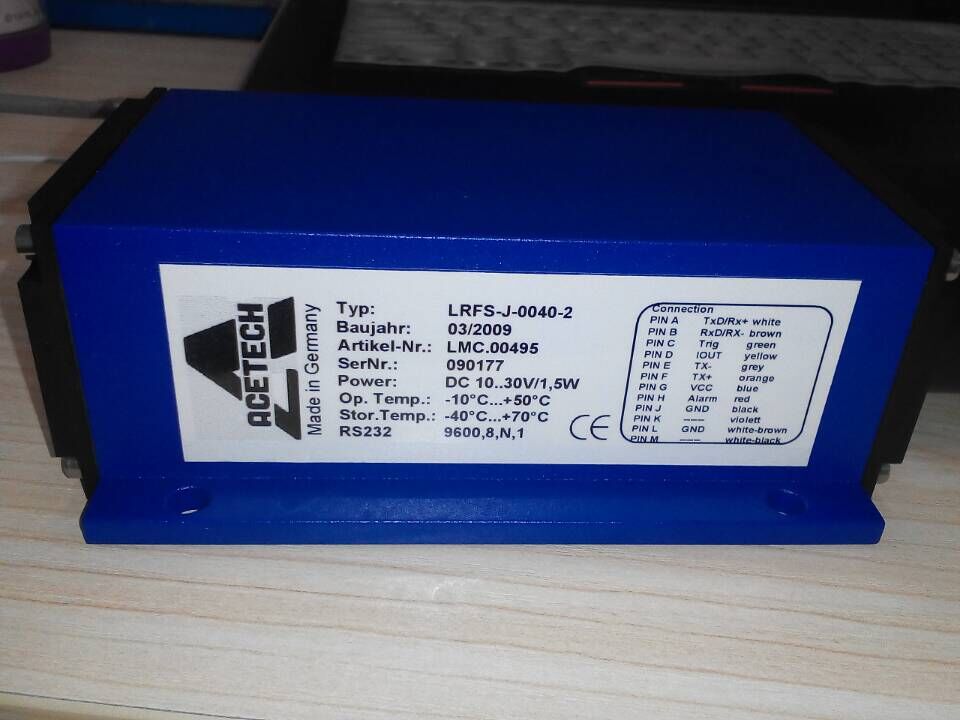 ACETECH
Made in Germany
Typ: LRFS-J-0040-2
Baujahr: 03/2009
Artikel-Nr.: LMC.00495
SerNr.: 090177
Power: DC 10..30V/1,5W
Op. Temp.: -10°C...+50°C
Stor.Temp.: -40°C...+70°C
RS232 9600,8,N,1
CE
Connection
PIN A TxD/Rx+ white
PIN B RxD/RX- brown
PIN C Trig green
PIN D IOUT yellow
PIN E TX- grey
PIN F TX+ orange
PIN G VCC blue
PIN H Alarm red
PIN J GND black
PIN K ---- violett
PIN L GND white-brown
PIN M ---- white-black